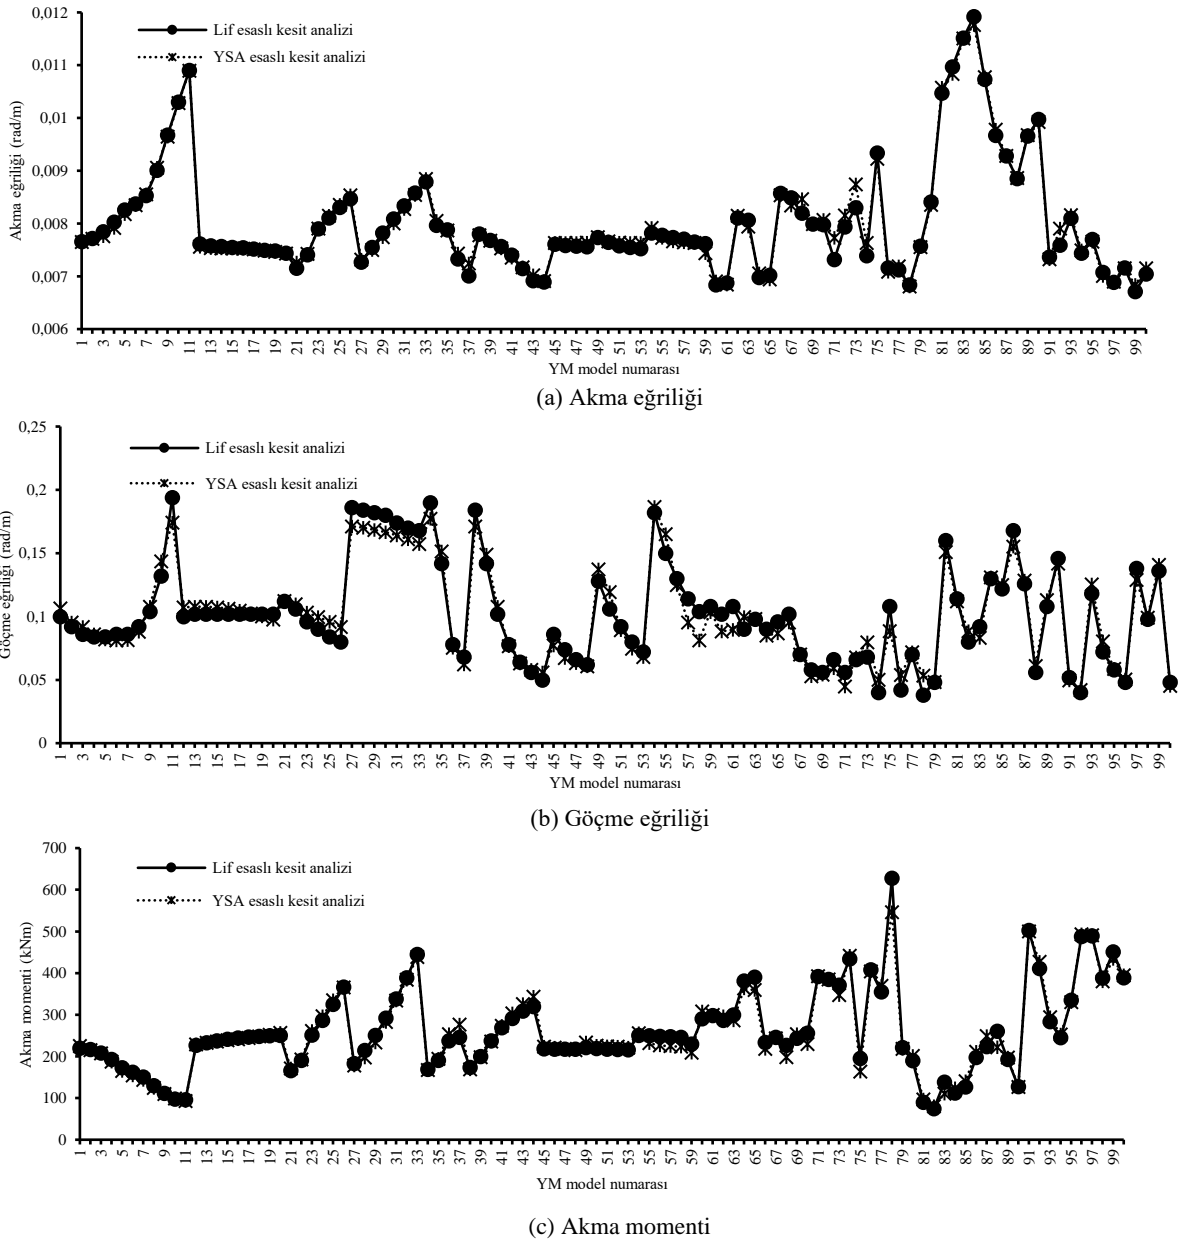 0,012
0,011
0,01
0,009
0,008
0,007
0,006
Akma eğriliği (rad/m)
Lif esaslı kesit analizi
YSA esaslı kesit analizi
1 3 5 7 9 11 13 15 17 19 21 23 25 27 29 31 33 35 37 39 41 43 45 47 49 51 53 55 57 59 61 63 65 67 69 71 73 75 77 79 81 83 85 87 89 91 93 95 97 99
YM model numarası
(a) Akma eğriliği
0,25
0,2
0,15
0,1
0,05
0
Göçme eğriliği (rad/m)
Lif esaslı kesit analizi
YSA esaslı kesit analizi
1 3 5 7 9 11 13 15 17 19 21 23 25 27 29 31 33 35 37 39 41 43 45 47 49 51 53 55 57 59 61 63 65 67 69 71 73 75 77 79 81 83 85 87 89 91 93 95 97 99
YM model numarası
(b) Göçme eğriliği
700
600
500
400
300
200
100
0
Akma momenti (kNm)
Lif esaslı kesit analizi
YSA esaslı kesit analizi
1 3 5 7 9 11 13 15 17 19 21 23 25 27 29 31 33 35 37 39 41 43 45 47 49 51 53 55 57 59 61 63 65 67 69 71 73 75 77 79 81 83 85 87 89 91 93 95 97 99
YM model numarası
(c) Akma momenti